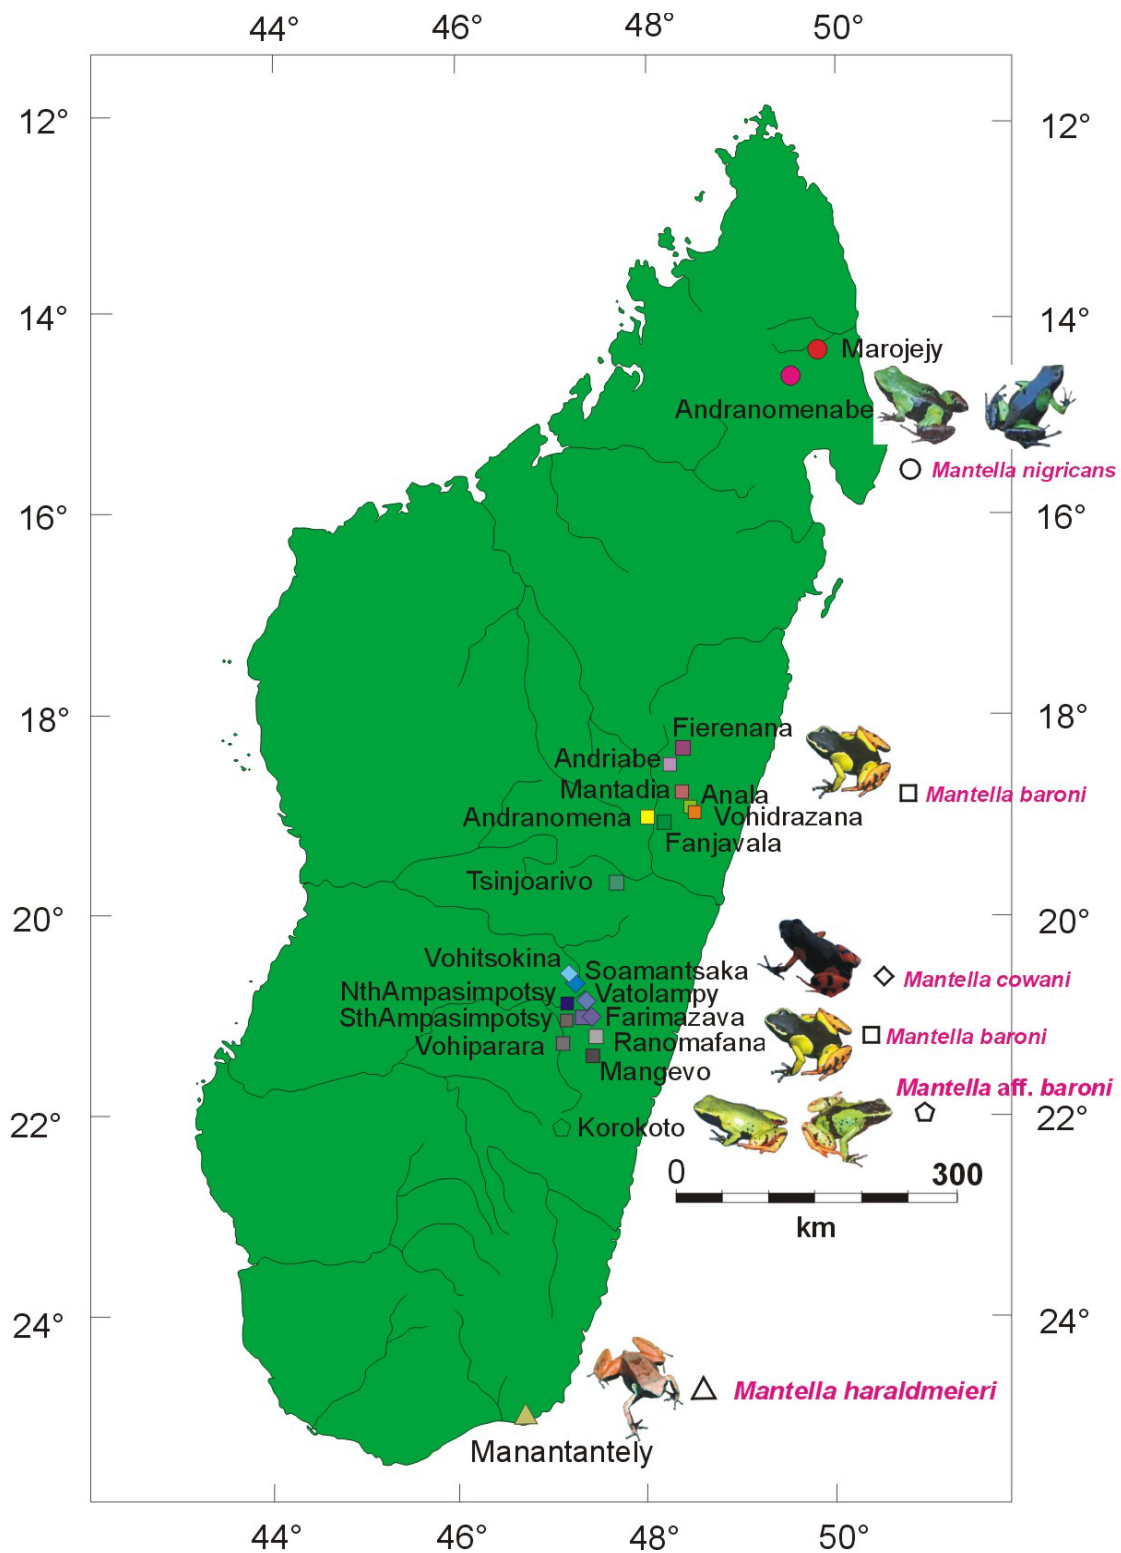 44° 46° 48° 50°
12° 12°
14° 14°
Marojejy
Andranomenabe
Mantella nigricans
16° 16°
18° 18°
Fierenana
Andriabe
Mantadia
Anala
Mantella baroni
Andranomena
Vohidrazana
Fanjavala
Tsinjoarivo
20° 20°
Vohitsokina
Soamantsaka
Mantella cowani
NthAmpasimpotsy
Vatolampy
SthAmpasimpotsy
Farimazava
Mantella baroni
Vohiparara
Ranomafana
Mangevo
Mantella aff. baroni
22° 22°
Korokoto
0 300
km
24° 24°
Mantella haraldmeieri
Manantantely
44° 46° 48° 50°